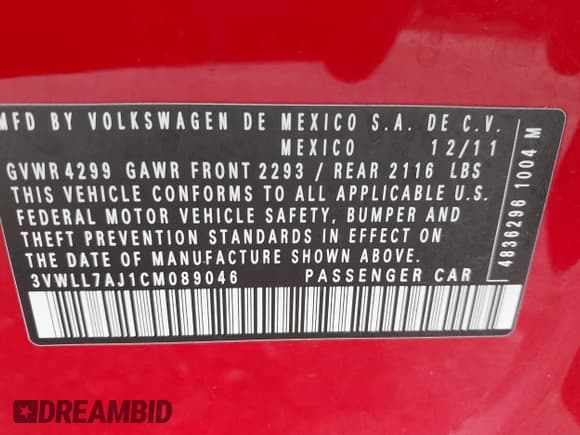 MFD BY VOLKSWAGEN DE MEXICO S.A. DE C.V.
MEXICO 12/11
GVWR 4299 GAWR FRONT 2293 / REAR 2116 LBS
THIS VEHICLE CONFORMS TO ALL APPLICABLE U.S.
FEDERAL MOTOR VEHICLE SAFETY, BUMPER AND
THEFT PREVENTION STANDARDS IN EFFECT ON
THE DATE OF MANUFACTURE SHOWN ABOVE.
3VWLL7AJ1CM089046 PASSENGER CAR
4836296 1004 M
DREAMBID